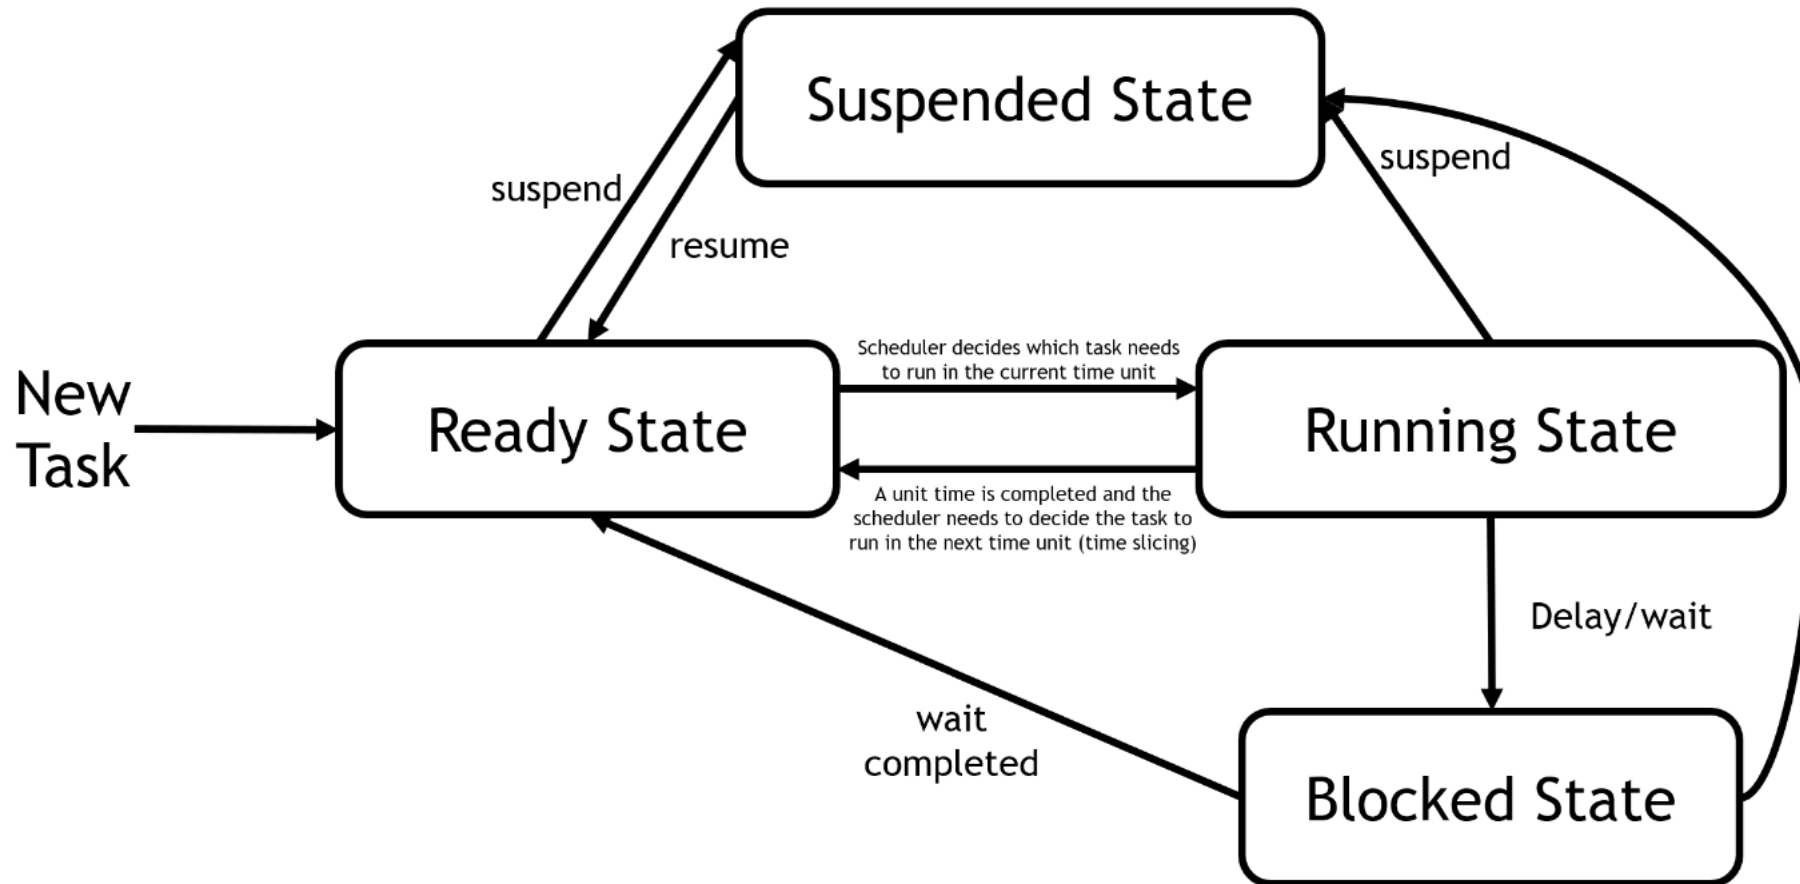 Suspended State
suspend
suspend
resume
Scheduler decides which task needs
to run in the current time unit
New
Task
Ready State
Running State
A unit time is completed and the
scheduler needs to decide the task to
run in the next time unit (time slicing)
Delay/wait
wait
completed
Blocked State